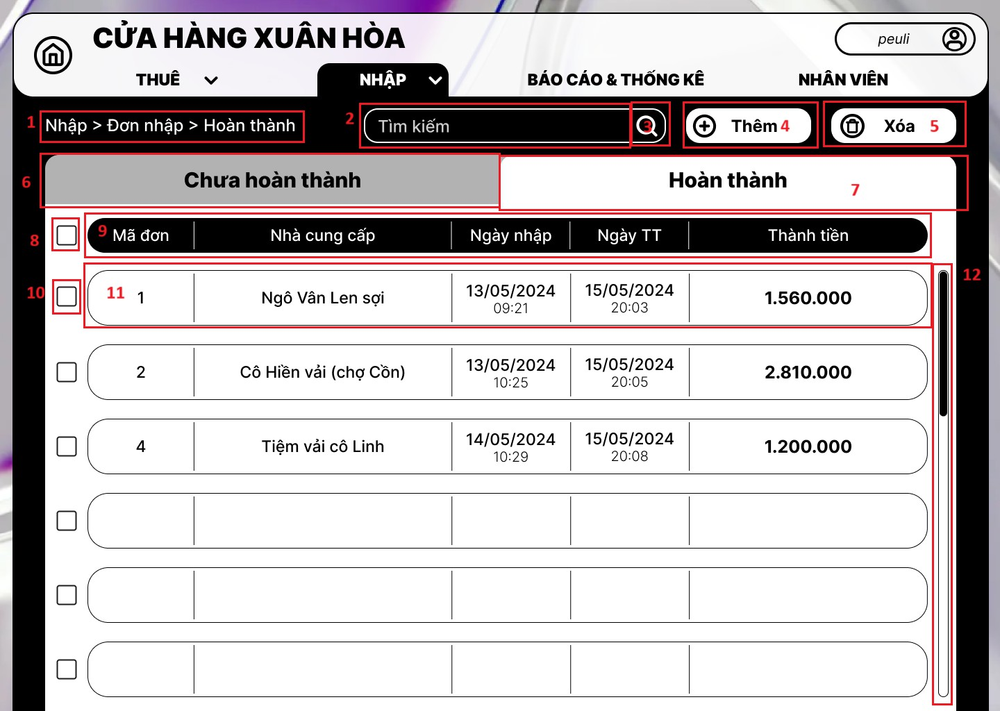 CỬA HÀNG XUÂN HÒA
peuli
THUÊ NHẬP BÁO CÁO & THỐNG KÊ NHÂN VIÊN
1 Nhập > Đơn nhập > Hoàn thành 2 Tìm kiếm 3 Thêm 4 Xóa 5
6 Chưa hoàn thành Hoàn thành 7
8 9 Mã đơn Nhà cung cấp Ngày nhập Ngày TT Thành tiền
12
10 11 1 Ngô Vân Len sợi 13/05/2024 15/05/2024 1.560.000
09:21 20:03
2 Cô Hiền vải (chợ Cồn) 13/05/2024 15/05/2024 2.810.000
10:25 20:05
4 Tiệm vải cô Linh 14/05/2024 15/05/2024 1.200.000
10:29 20:08